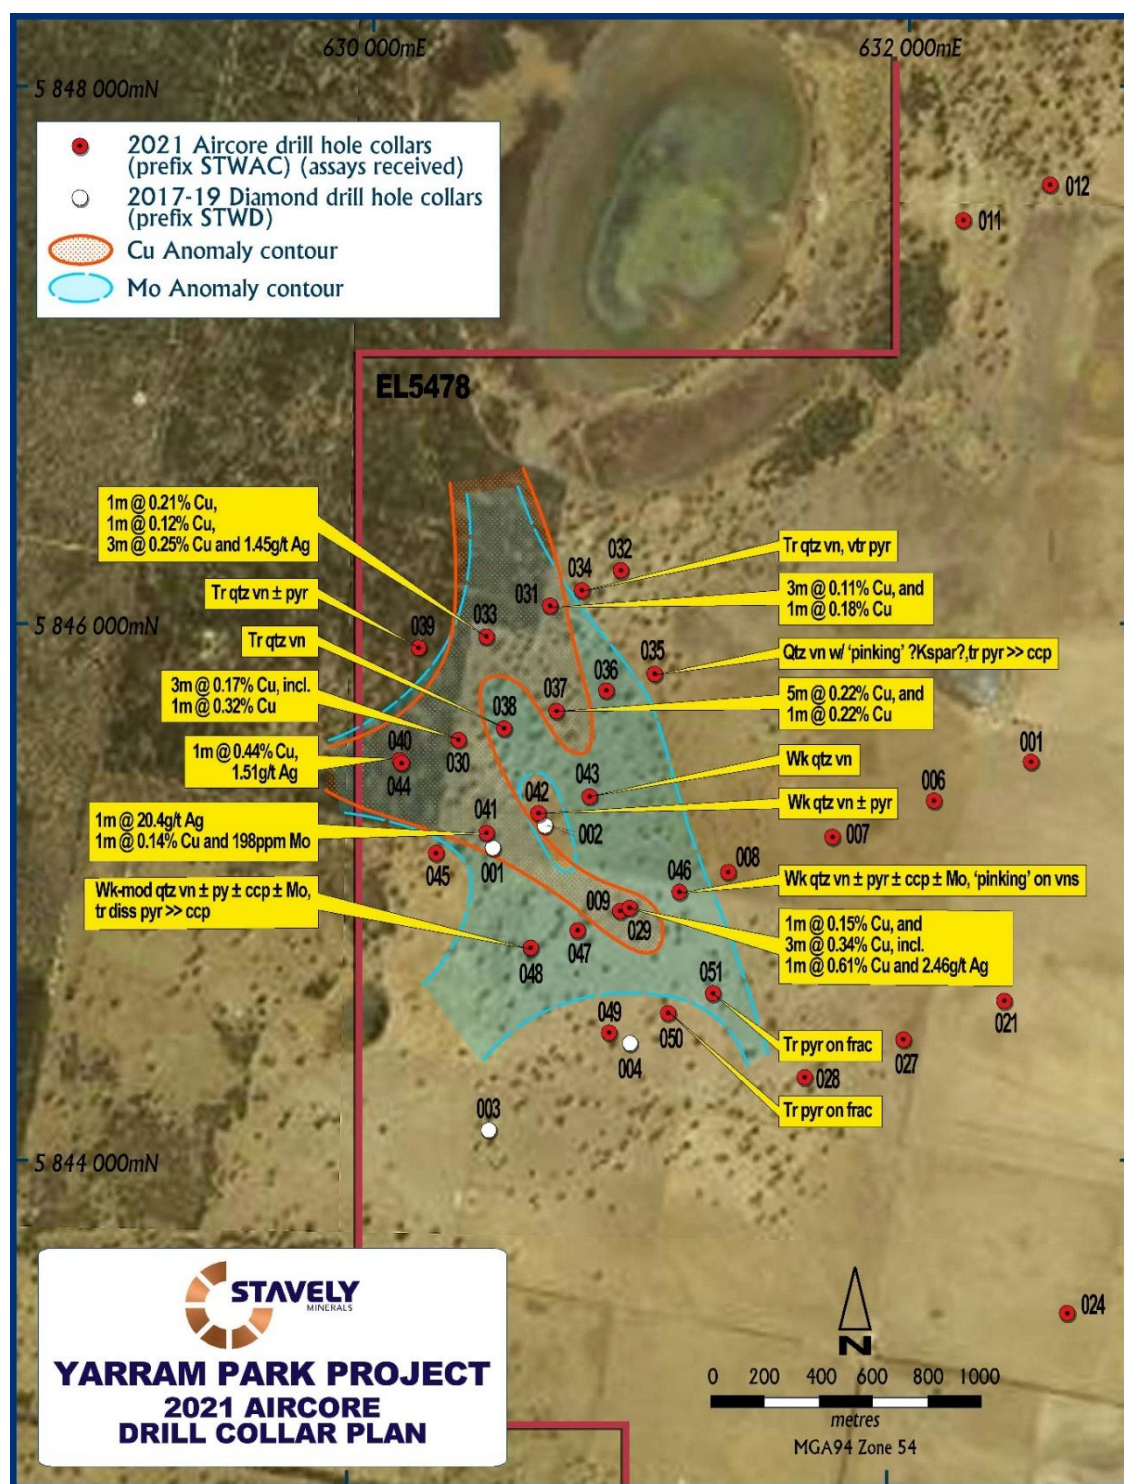 630 000mE
632 000mE
5 848 000mN
2021 Aircore drill hole collars
(prefix STWAC) (assays received)
2017-19 Diamond drill hole collars
(prefix STWD)
Cu Anomaly contour
Mo Anomaly contour
012
011
EL5478
1m @ 0.21% Cu,
1m @ 0.12% Cu,
3m @ 0.25% Cu and 1.45g/t Ag
Tr qtz vn ± pyr
Tr qtz vn
3m @ 0.17% Cu, incl.
1m @ 0.32% Cu
1m @ 0.44% Cu,
1.51g/t Ag
1m @ 20.4g/t Ag
1m @ 0.14% Cu and 198ppm Mo
Wk-mod qtz vn ± py ± ccp ± Mo,
tr diss pyr >> ccp
5 846 000mN
032
034
031
033
039
035
036
037
038
040
044
030
043
042
002
041
001
045
046
008
007
006
001
009
029
047
048
051
050
049
004
003
021
027
028
024
Tr qtz vn, vtr pyr
3m @ 0.11% Cu, and
1m @ 0.18% Cu
Qtz vn w/ 'pinking' ?Kspar?,tr pyr >> ccp
5m @ 0.22% Cu, and
1m @ 0.22% Cu
Wk qtz vn
Wk qtz vn ± pyr
Wk qtz vn ± pyr ± ccp ± Mo, 'pinking' on vns
1m @ 0.15% Cu, and
3m @ 0.34% Cu, incl.
1m @ 0.61% Cu and 2.46g/t Ag
Tr pyr on frac
Tr pyr on frac
5 844 000mN
STAVELY
MINERALS
YARRAM PARK PROJECT
2021 AIRCORE
DRILL COLLAR PLAN
N
0 200 400 600 800 1000
metres
MGA94 Zone 54